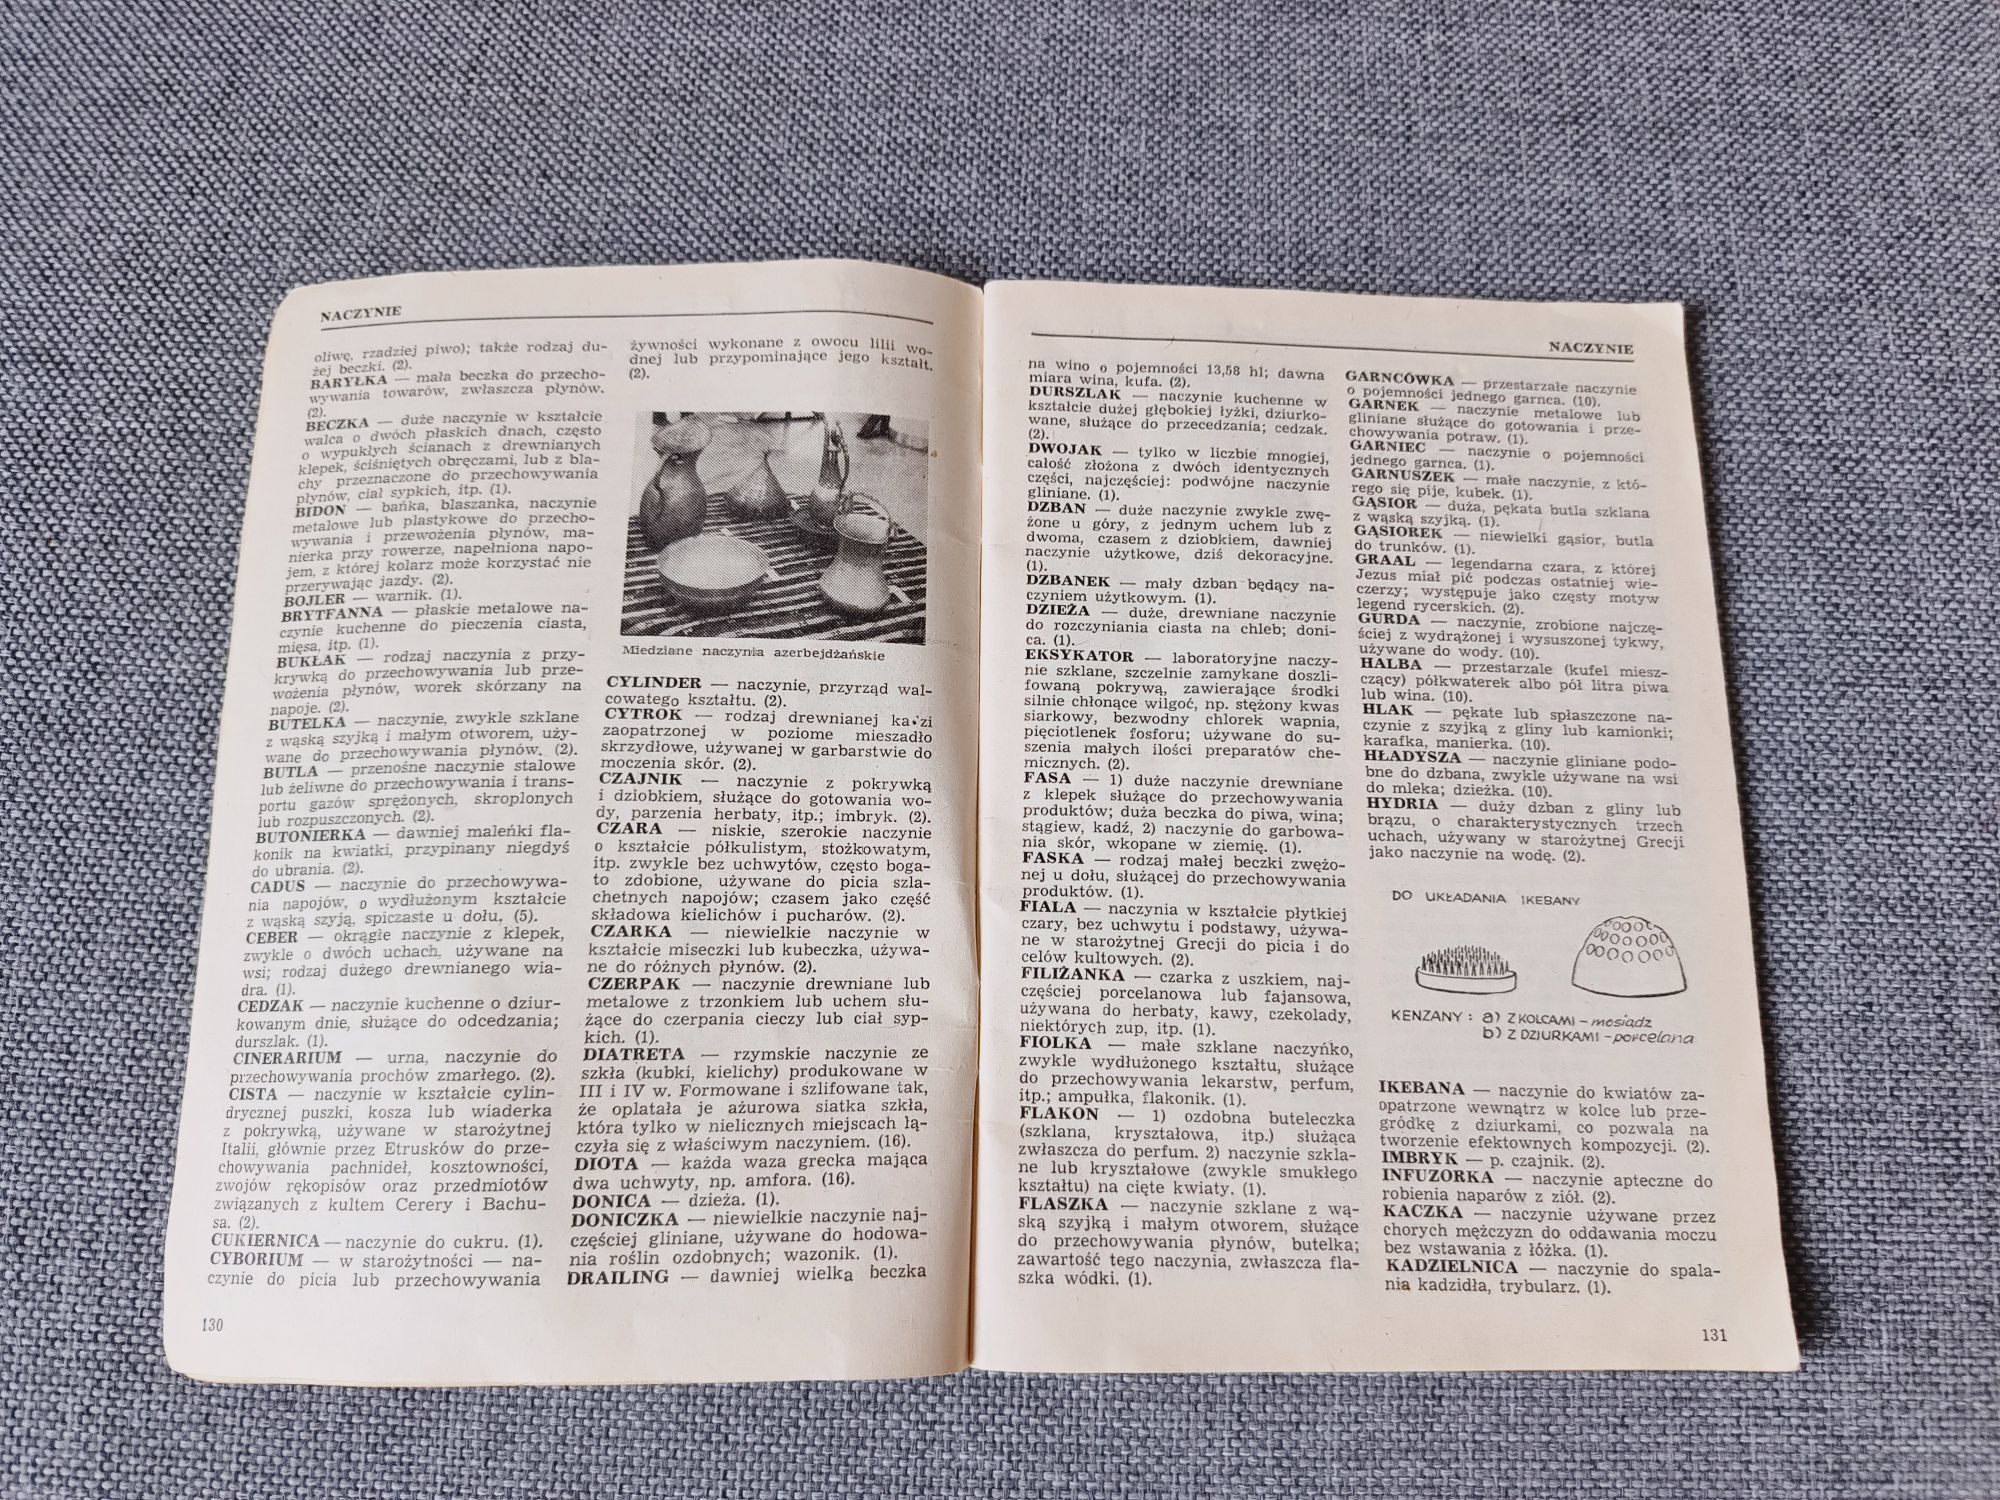 NACZYNIE
oliwę, rzadziej piwo); także rodzaj du-
żej beczki. (2).
BARYŁKA — mała beczka do przecho-
wywania towarów, zwłaszcza płynów.
(2).
BECZKA — duże naczynie w kształcie
walca o dwóch płaskich dnach, często
o wypukłych ścianach z drewnianych
klepek, ściśniętych obręczami, lub z bla-
chy przeznaczone do przechowywania
płynów, ciał sypkich, itp. (1).
BIDON — bańka, blaszanka, naczynie
metalowe lub plastykowe do przecho-
wywania i przewożenia płynów, ma-
nierka przy rowerze, napełniona napo-
jem, z której kolarz może korzystać nie
przerywając jazdy. (2).
BOJLER — warnik. (1).
BRYTFANNA — płaskie metalowe na-
czynie kuchenne do pieczenia ciasta,
mięsa, itp. (1).
BUKŁAK — rodzaj naczynia z przy-
krywką do przechowywania lub prze-
wożenia płynów, worek skórzany na
napoje. (2).
BUTELKA — naczynie, zwykle szklane
z wąską szyjką i małym otworem, uży-
wane do przechowywania płynów. (2).
BUTLA — przenośne naczynie stalowe
lub żeliwne do przechowywania i trans-
portu gazów sprężonych, skroplonych
lub rozpuszczonych. (2).
BUTONIERKA — dawniej maleńki fla-
konik na kwiatki, przypinany niegdyś
do ubrania. (2).
CADUS — naczynie do przechowywa-
nia napojów, o wydłużonym kształcie
z wąską szyją, spiczaste u dołu. (5).
CEBER — okrągłe naczynie z klepek,
zwykle o dwóch uchach, używane na
wsi; rodzaj dużego drewnianego wia-
dra. (1).
CEDZAK — naczynie kuchenne o dziur-
kowanym dnie, służące do odcedzania;
durszlak. (1).
CINERARIUM — urna, naczynie do
przechowywania prochów zmarłego. (2).
CISTA — naczynie w kształcie cylin-
drycznej puszki, kosza lub wiaderka
z pokrywką, używane w starożytnej
Italii, głównie przez Etrusków do prze-
chowywania pachnideł, kosztowności,
zwojów rękopisów oraz przedmiotów
związanych z kultem Cerery i Bachu-
sa. (2).
CUKIERNICA — naczynie do cukru. (1).
CYBORIUM — w starożytności — na-
czynie do picia lub przechowywania
130
żywności wykonane z owocu lilii wo-
dnej lub przypominające jego kształt.
(2).
Miedziane naczynia azerbejdżańskie
CYLINDER — naczynie, przyrząd wal-
cowatego kształtu. (2).
CYTROK — rodzaj drewnianej kadzi
zaopatrzonej w poziome mieszadło
skrzydłowe, używanej w garbarstwie do
moczenia skór. (2).
CZAJNIK — naczynie z pokrywką
i dziobkiem, służące do gotowania wo-
dy, parzenia herbaty, itp.; imbryk. (2).
CZARA — niskie, szerokie naczynie
o kształcie półkulistym, stożkowatym,
itp. zwykle bez uchwytów, często boga-
to zdobione, używane do picia szla-
chetnych napojów; czasem jako część
składowa kielichów i pucharów. (2).
CZARKA — niewielkie naczynie w
kształcie miseczki lub kubeczka, używa-
ne do różnych płynów. (2).
CZERPAK — naczynie drewniane lub
metalowe z trzonkiem lub uchem słu-
żące do czerpania cieczy lub ciał syp-
kich. (1).
DIATRETA — rzymskie naczynie ze
szkła (kubki, kielichy) produkowane w
III i IV w. Formowane i szlifowane tak,
że oplatała je ażurowa siatka szkła,
która tylko w nielicznych miejscach łą-
czyła się z właściwym naczyniem. (16).
DIOTA — każda waza grecka mająca
dwa uchwyty, np. amfora. (16).
DONICA — dzieża. (1).
DONICZKA — niewielkie naczynie naj-
częściej gliniane, używane do hodowa-
nia roślin ozdobnych; wazonik. (1).
DRAILING — dawniej wielka beczka
NACZYNIE
na wino o pojemności 13,58 hl; dawna
miara wina, kufa. (2).
DURSZLAK — naczynie kuchenne w
kształcie dużej głębokiej łyżki, dziurko-
wane, służące do przecedzania; cedzak.
(2).
DWOJAK — tylko w liczbie mnogiej,
całość złożona z dwóch identycznych
części, najczęściej: podwójne naczynie
gliniane. (1).
DZBAN — duże naczynie zwykle zwę-
żone u góry, z jednym uchem lub z
dwoma, czasem z dziobkiem, dawniej
naczynie użytkowe, dziś dekoracyjne.
(1).
DZBANEK — mały dzban będący na-
czyniem użytkowym. (1).
DZIEŻA — duże, drewniane naczynie
do rozczyniania ciasta na chleb; doni-
ca. (1).
EKSYKATOR — laboratoryjne naczy-
nie szklane, szczelnie zamykane doszli-
fowaną pokrywą, zawierające środki
silnie chłonące wilgoć, np. stężony kwas
siarkowy, bezwodny chlorek wapnia,
pięciotlenek fosforu; używane do su-
szenia małych ilości preparatów che-
micznych. (2).
FASA — 1) duże naczynie drewniane
z klepek służące do przechowywania
produktów; duża beczka do piwa, wina;
stągiew, kadź, 2) naczynie do garbowa-
nia skór, wkopane w ziemię. (1).
FASKA — rodzaj małej beczki zwężo-
nej u dołu, służącej do przechowywania
produktów. (1).
FIALA — naczynia w kształcie płytkiej
czary, bez uchwytu i podstawy, używa-
ne w starożytnej Grecji do picia i do
celów kultowych. (2).
FILIŻANKA — czarka z uszkiem, naj-
częściej porcelanowa lub fajansowa,
używana do herbaty, kawy, czekolady,
niektórych zup, itp. (1).
FIOLKA — małe szklane naczyńko,
zwykle wydłużonego kształtu, służące
do przechowywania lekarstw, perfum,
itp.; ampułka, flakonik. (1).
FLAKON — 1) ozdobna buteleczka
(szklana, kryształowa, itp.) służąca
zwłaszcza do perfum. 2) naczynie szkla-
ne lub kryształowe (zwykle smukłego
kształtu) na cięte kwiaty. (1).
FLASZKA — naczynie szklane z wą-
ską szyjką i małym otworem, służące
do przechowywania płynów, butelka;
zawartość tego naczynia, zwłaszcza fla-
szka wódki. (1).
GARNCÓWKA — przestarzałe naczynie
o pojemności jednego garnca. (10).
GARNEK — naczynie metalowe lub
gliniane służące do gotowania i prze-
chowywania potraw. (1).
GARNIEC — naczynie o pojemności
jednego garnca. (1).
GARNUSZEK — małe naczynie, z któ-
rego się pije, kubek. (1).
GĄSIOR — duża, pękata butla szklana
z wąską szyjką. (1).
GĄSIOREK — niewielki gąsior, butla
do trunków. (1).
GRAAL — legendarna czara, z której
Jezus miał pić podczas ostatniej wie-
czerzy; występuje jako częsty motyw
legend rycerskich. (2).
GURDA — naczynie, zrobione najczę-
ściej z wydrążonej i wysuszonej tykwy,
używane do wody. (10).
HALBA — przestarzałe (kufel miesz-
czący) półkwaterek albo pół litra piwa
lub wina. (10).
HLAK — pękate lub spłaszczone na-
czynie z szyjką z gliny lub kamionki;
karafka, manierka. (10).
HŁADYSZA — naczynie gliniane podo-
bne do dzbana, zwykle używane na wsi
do mleka; dzieżka. (10).
HYDRIA — duży dzban z gliny lub
brązu, o charakterystycznych trzech
uchach, używany w starożytnej Grecji
jako naczynie na wodę. (2).
DO UKŁADANIA IKEBANY
KENZANY : a) Z KOLCAMI – mosiądz
b) Z DZIURKAMI – porcelana
IKEBANA — naczynie do kwiatów za-
opatrzone wewnątrz w kolce lub prze-
gródkę z dziurkami, co pozwala na
tworzenie efektownych kompozycji. (2).
IMBRYK — p. czajnik. (2).
INFUZORKA — naczynie apteczne do
robienia naparów z ziół. (2).
KACZKA — naczynie używane przez
chorych mężczyzn do oddawania moczu
bez wstawania z łóżka. (1).
KADZIELNICA — naczynie do spala-
nia kadzidła, trybularz. (1).
131